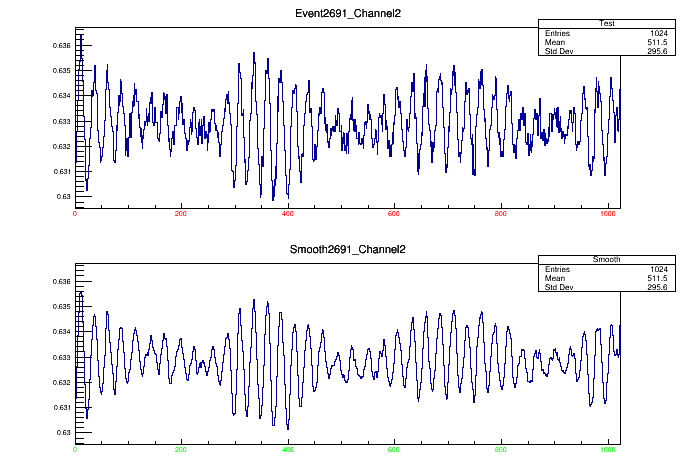 Event2691_Channel2
Test
Entries 1024
Mean 511.5
Std Dev 295.6
0.636
0.635
0.634
0.633
0.632
0.631
0.63
0 200 400 600 800 1000
Smooth2691_Channel2
Smooth
Entries 1024
Mean 511.5
Std Dev 295.6
0.636
0.635
0.634
0.633
0.632
0.631
0.63
0 200 400 600 800 1000